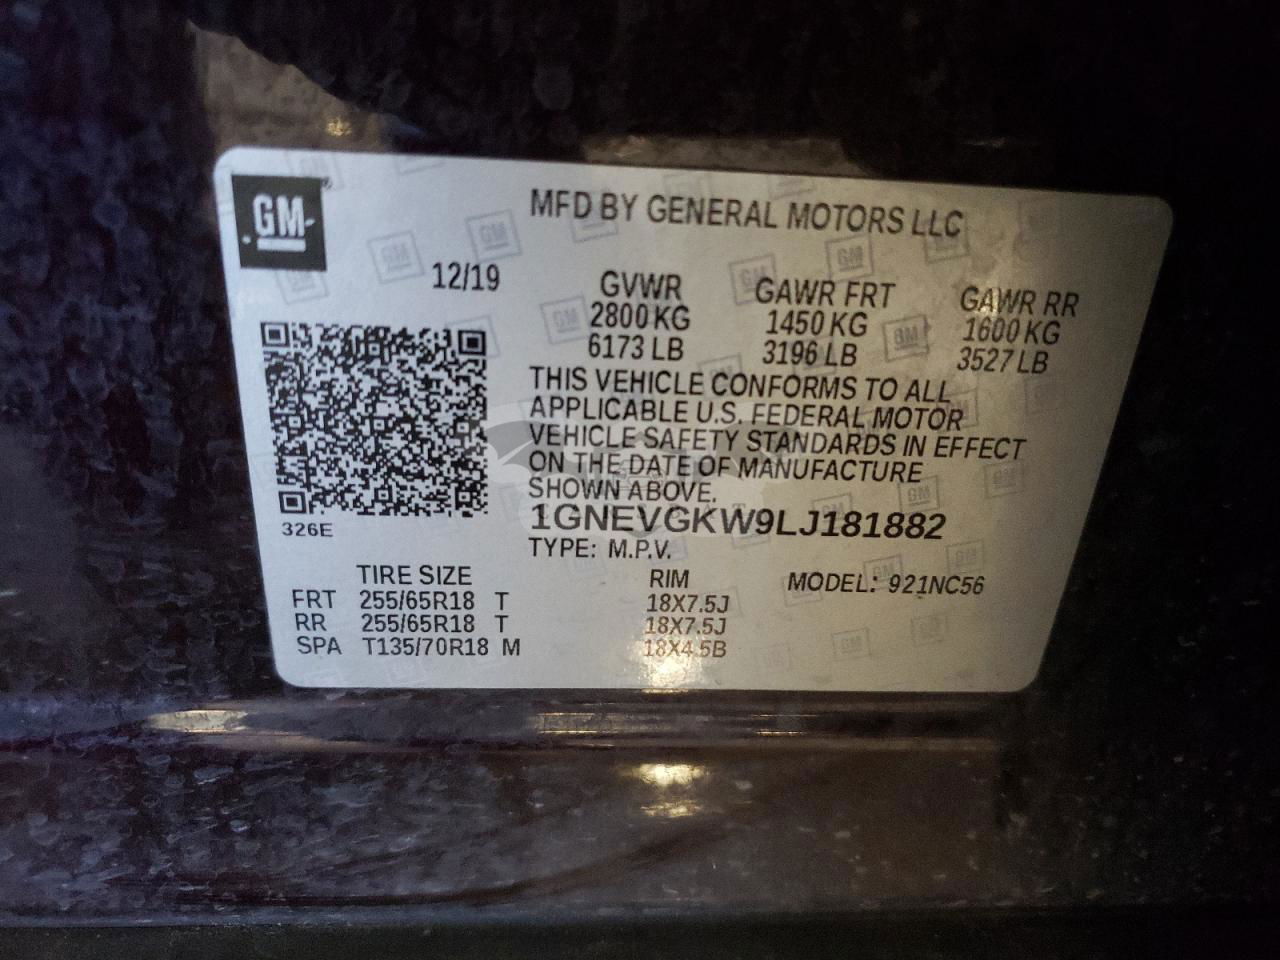 GM
MFD BY GENERAL MOTORS LLC
12/19
GVWR GAWR FRT GAWR RR
2800 KG 1450 KG 1600 KG
6173 LB 3196 LB 3527 LB
THIS VEHICLE CONFORMS TO ALL
APPLICABLE U.S. FEDERAL MOTOR
VEHICLE SAFETY STANDARDS IN EFFECT
ON THE DATE OF MANUFACTURE
SHOWN ABOVE.
326E
1GNEVGKW9LJ181882
TYPE: M.P.V.
TIRE SIZE RIM MODEL: 921NC56
FRT 255/65R18 T 18X7.5J
RR 255/65R18 T 18X7.5J
SPA T135/70R18 M 18X4.5B